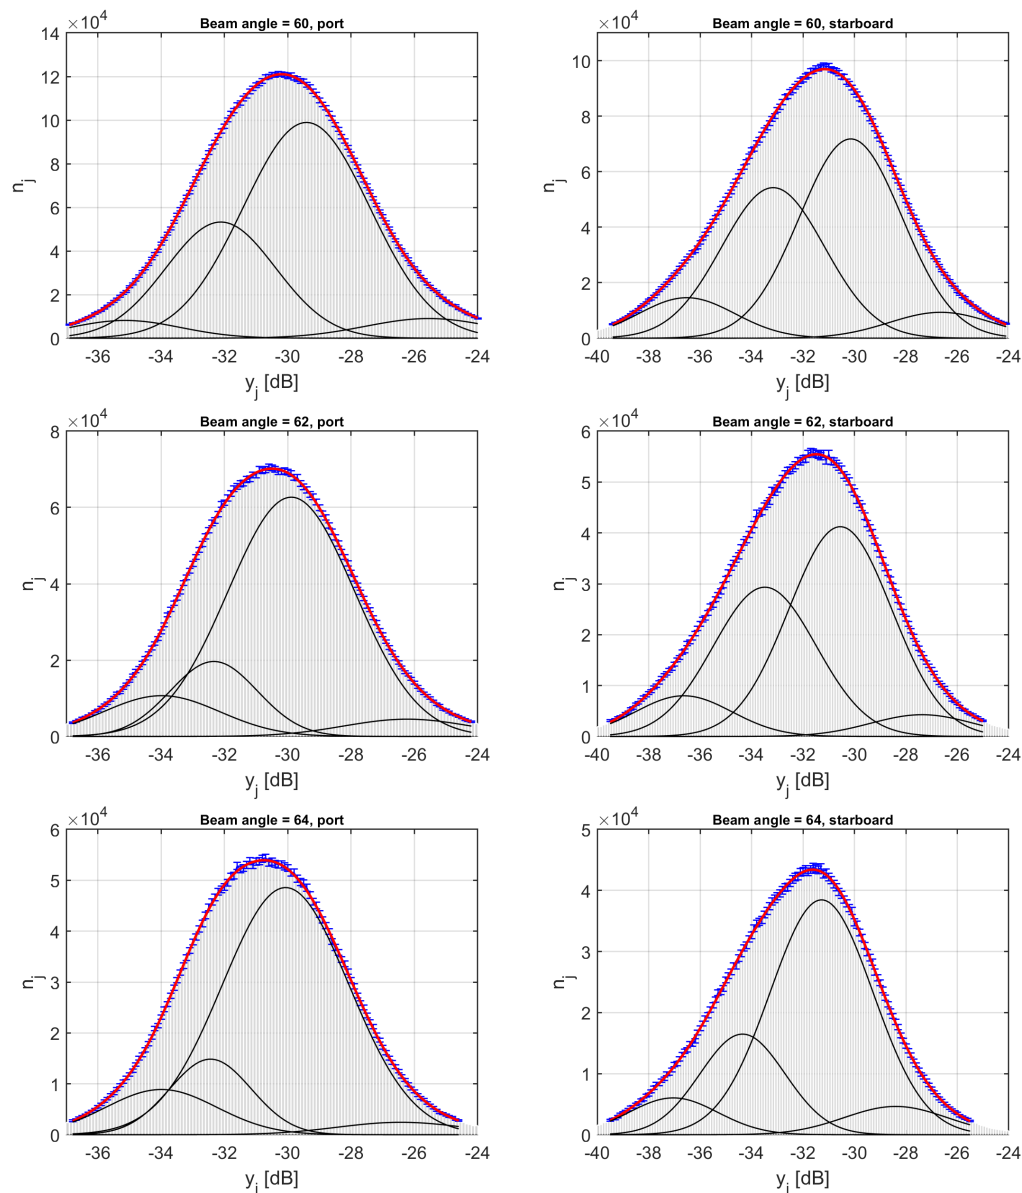 Beam angle = 60, port
×10⁴
14
12
10
8
6
4
2
0
n_j
-36 -34 -32 -30 -28 -26 -24
y_j [dB]
Beam angle = 60, starboard
×10⁴
10
8
6
4
2
0
n_j
-40 -38 -36 -34 -32 -30 -28 -26 -24
y_j [dB]
Beam angle = 62, port
×10⁴
8
6
4
2
0
n_j
-36 -34 -32 -30 -28 -26 -24
y_j [dB]
Beam angle = 62, starboard
×10⁴
6
5
4
3
2
1
0
n_j
-40 -38 -36 -34 -32 -30 -28 -26 -24
y_j [dB]
Beam angle = 64, port
×10⁴
6
5
4
3
2
1
0
n_j
-36 -34 -32 -30 -28 -26 -24
y_j [dB]
Beam angle = 64, starboard
×10⁴
5
4
3
2
1
0
n_j
-40 -38 -36 -34 -32 -30 -28 -26 -24
y_j [dB]